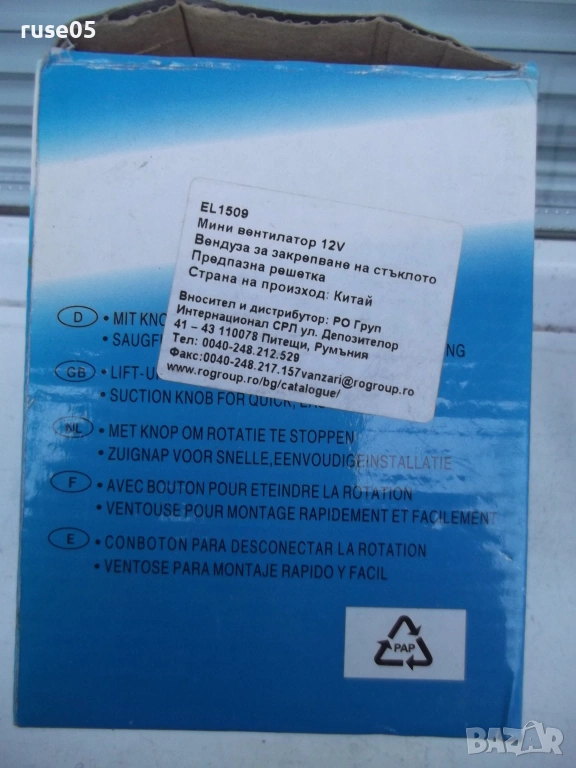 ruse05
EL1509
Мини вентилатор 12V
Вендуза за закрепване на стъклото
Предпазна решетка
Страна на произход: Китай
Вносител и дистрибутор: РО Груп
Интернационал СРЛ ул. Депозителор
41 – 43 110078 Питещи, Румъния
Тел: 0040-248.212.529
Факс:0040-248.217.157vanzari@rogroup.ro
www.rogroup.ro/bg/catalogue/
D • MIT KNO
• SAUGF NG
GB • LIFT-U
• SUCTION KNOB FOR QUICK,
NL • MET KNOP OM ROTATIE TE STOPPEN
• ZUIGNAP VOOR SNELLE,EENVOUDIGEINSTALLATIE
F • AVEC BOUTON POUR ETEINDRE LA ROTATION
• VENTOUSE POUR MONTAGE RAPIDEMENT ET FACILEMENT
E • CONBOTON PARA DESCONECTAR LA ROTATION
• VENTOSE PARA MONTAJE RAPIDO Y FACIL
PAP
BAZAR